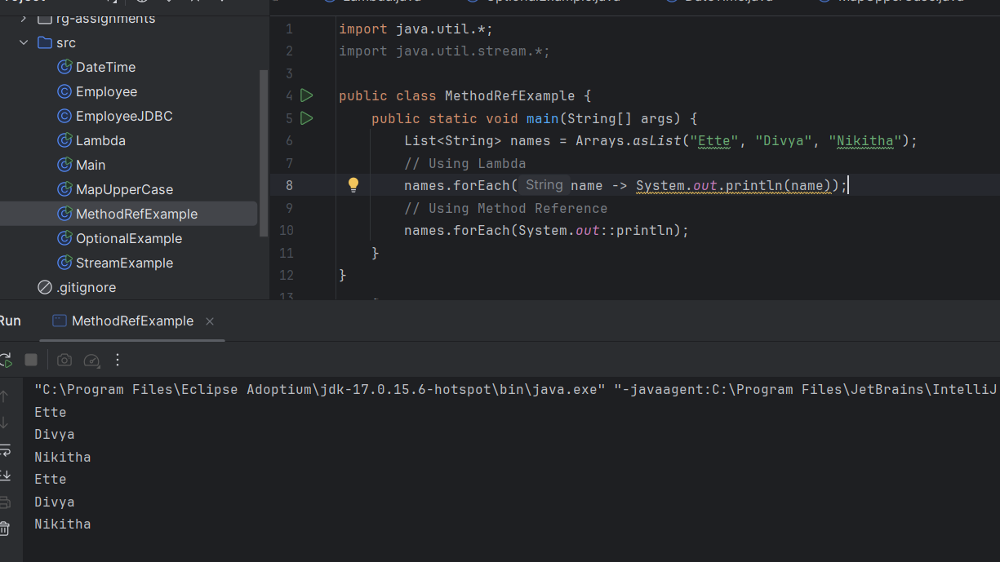 rg-assignments
src
DateTime
Employee
EmployeeJDBC
Lambda
Main
MapUpperCase
MethodRefExample
OptionalExample
StreamExample
.gitignore
1 import java.util.*;
2 import java.util.stream.*;
3
4 public class MethodRefExample {
5 public static void main(String[] args) {
6 List<String> names = Arrays.asList("Ette", "Divya", "Nikitha");
7 // Using Lambda
8 names.forEach( String name -> System.out.println(name));
9 // Using Method Reference
10 names.forEach(System.out::println);
11 }
12 }
13
Run MethodRefExample
"C:\Program Files\Eclipse Adoptium\jdk-17.0.15.6-hotspot\bin\java.exe" "-javaagent:C:\Program Files\JetBrains\IntelliJ
Ette
Divya
Nikitha
Ette
Divya
Nikitha